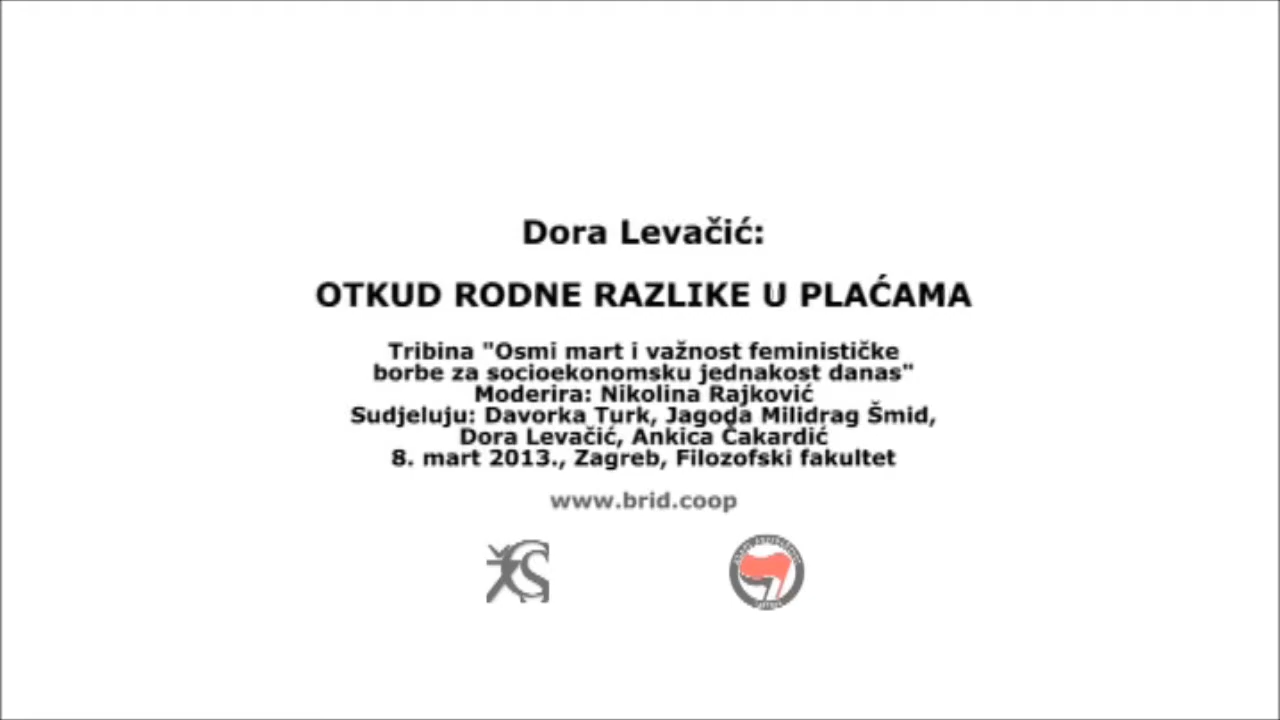 Dora Levačić:
OTKUD RODNE RAZLIKE U PLAĆAMA
Tribina "Osmi mart i važnost feminističke
borbe za socioekonomsku jednakost danas"
Moderira: Nikolina Rajković
Sudjeluju: Davorka Turk, Jagoda Milidrag Šmid,
Dora Levačić, Ankica Čakardić
8. mart 2013., Zagreb, Filozofski fakultet
www.brid.coop